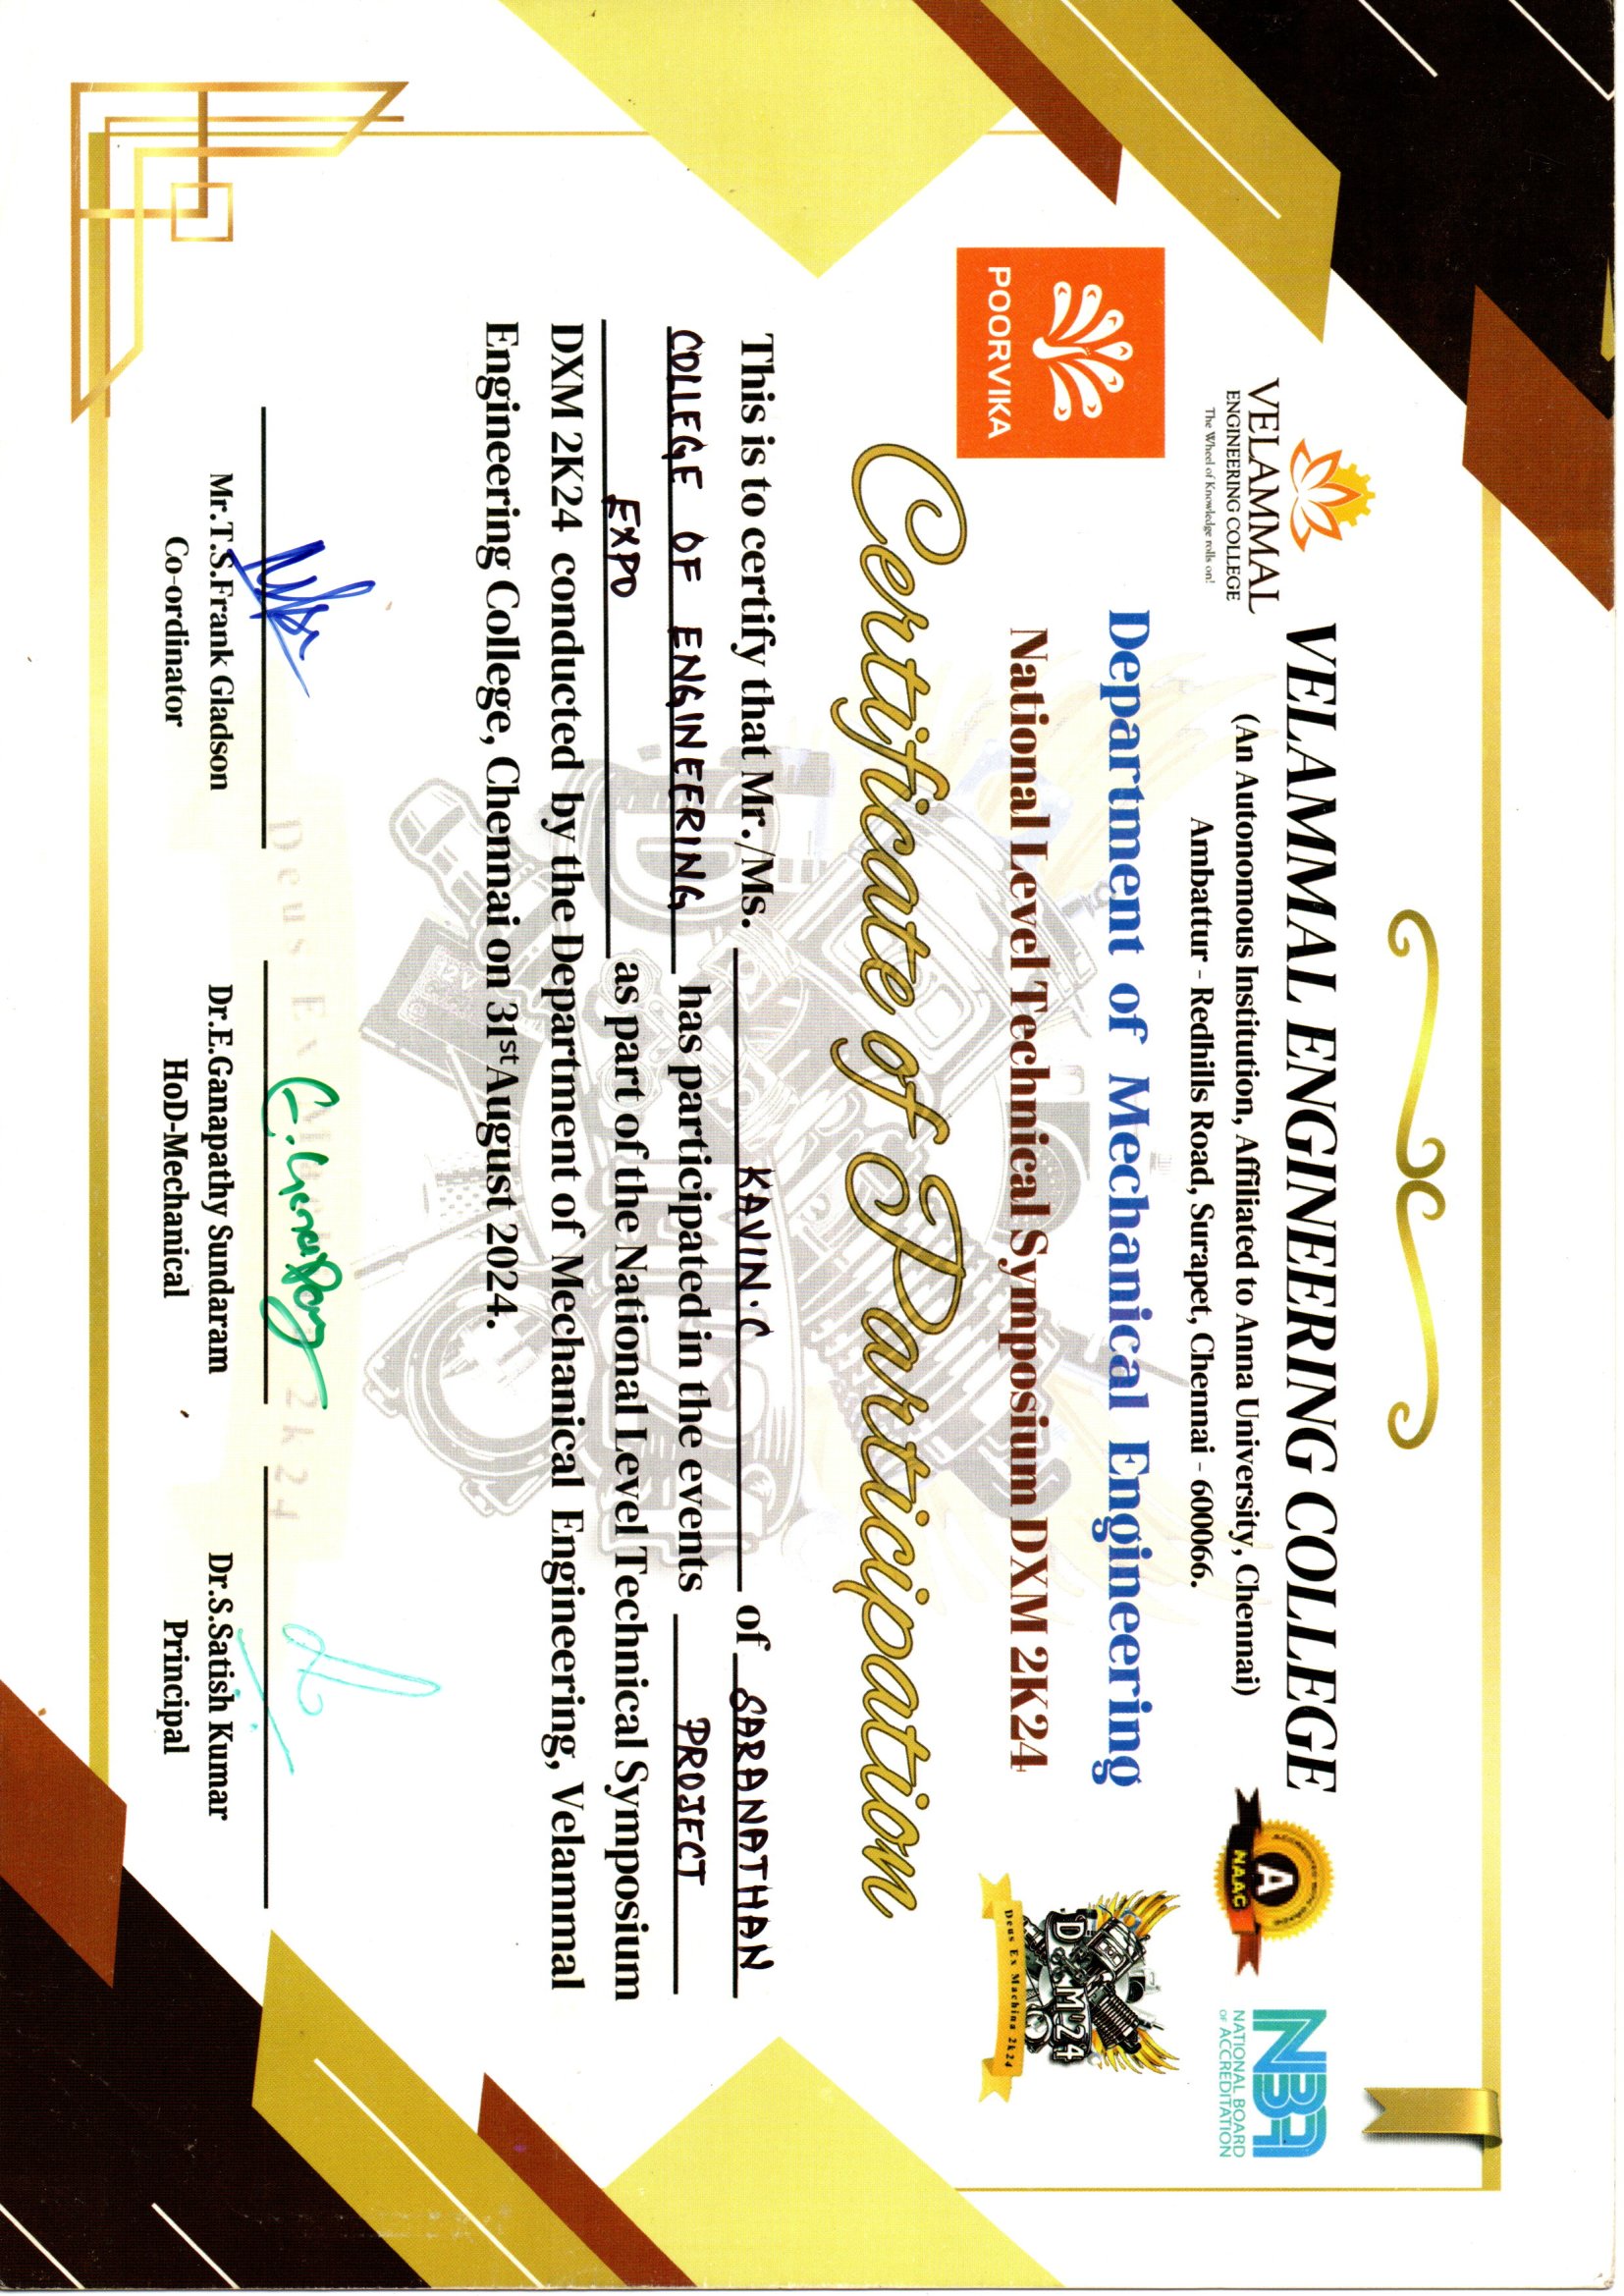 VELAMMAL ENGINEERING COLLEGE
(An Autonomous Institution, Affiliated to Anna University, Chennai)
Ambattur - Redhills Road, Surapet, Chennai - 600066.
VELAMMAL
ENGINEERING COLLEGE
The Wheel of Knowledge rolls on!
A
NAAC
NBA
NATIONAL BOARD
OF ACCREDITATION
POORVIKA
Department of Mechanical Engineering
National Level Technical Symposium DXM 2K24
D M'24
Deus Ex Machina 2k24
Certificate of Participation
This is to certify that Mr./Ms. KAVIN.C of SARANATHAN
COLLEGE OF ENGINEERING has participated in the events PROJECT
EXPO as part of the National Level Technical Symposium
DXM 2K24 conducted by the Department of Mechanical Engineering, Velammal
Engineering College, Chennai on 31st August 2024.
D M'24
Deus Ex Machina 2k24
E. Ganapathy
Mr.T.S.Frank Gladson
Co-ordinator
Dr.E.Ganapathy Sundaram
HoD-Mechanical
Dr.S.Satish Kumar
Principal